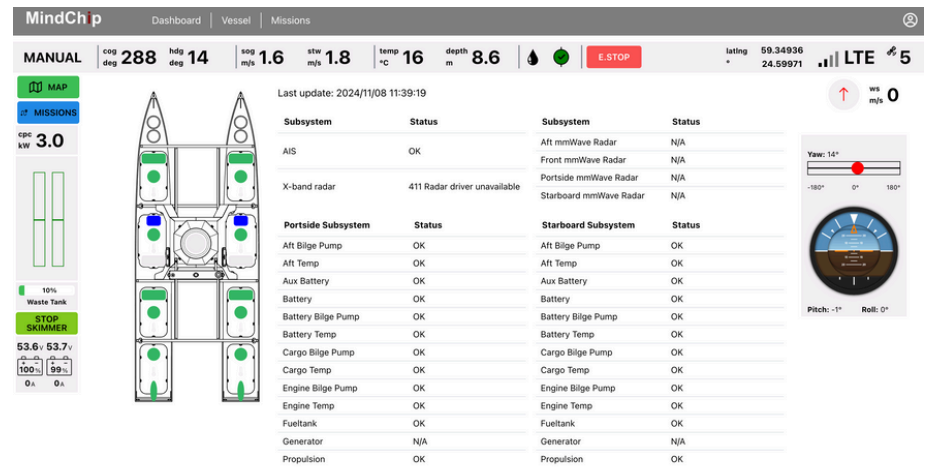 MindChip Dashboard Vessel Missions
MANUAL cog deg 288 hdg deg 14 sog m/s 1.6 stw m/s 1.8 temp °C 16 depth m 8.6 E.STOP latlng ° 59.34936 24.59971 LTE 5
MAP
MISSIONS
cpc kW 3.0
10%
Waste Tank
STOP
SKIMMER
53.6V 53.7V
100% 99%
0A 0A
Last update: 2024/11/08 11:39:19
Subsystem Status
AIS OK
X-band radar 411 Radar driver unavailable
Subsystem Status
Aft mmWave Radar N/A
Front mmWave Radar N/A
Portside mmWave Radar N/A
Starboard mmWave Radar N/A
Portside Subsystem Status
Aft Bilge Pump OK
Aft Temp OK
Aux Battery OK
Battery OK
Battery Bilge Pump OK
Battery Temp OK
Cargo Bilge Pump OK
Cargo Temp OK
Engine Bilge Pump OK
Engine Temp OK
Fueltank OK
Generator N/A
Propulsion OK
Starboard Subsystem Status
Aft Bilge Pump OK
Aft Temp OK
Aux Battery OK
Battery OK
Battery Bilge Pump OK
Battery Temp OK
Cargo Bilge Pump OK
Cargo Temp OK
Engine Bilge Pump OK
Engine Temp OK
Fueltank OK
Generator N/A
Propulsion OK
ws m/s 0
Yaw: 14°
-180° 0° 180°
Pitch: -1° Roll: 0°